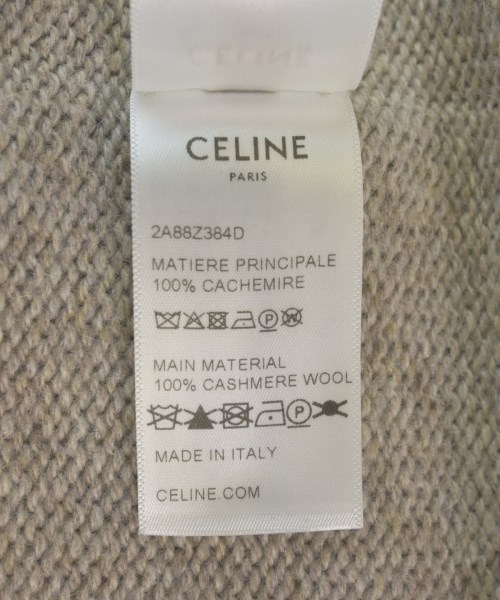 CELINE
PARIS
2A88Z384D
MATIERE PRINCIPALE
100% CACHEMIRE
MAIN MATERIAL
100% CASHMERE WOOL
MADE IN ITALY
CELINE.COM